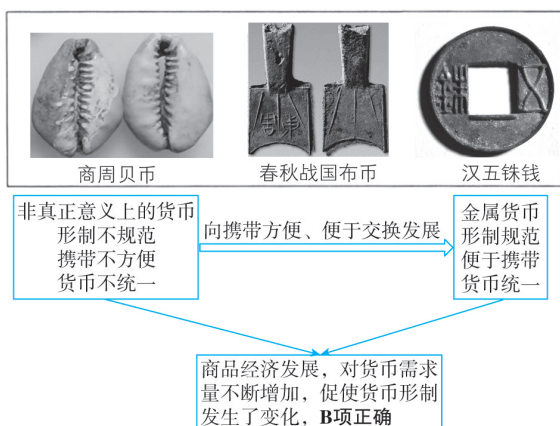 商周贝币
春秋战国布币
汉五铢钱
非真正意义上的货币
形制不规范
携带不方便
货币不统一
向携带方便、便于交换发展
金属货币
形制规范
便于携带
货币统一
商品经济发展，对货币需求
量不断增加，促使货币形制
发生了变化，B项正确